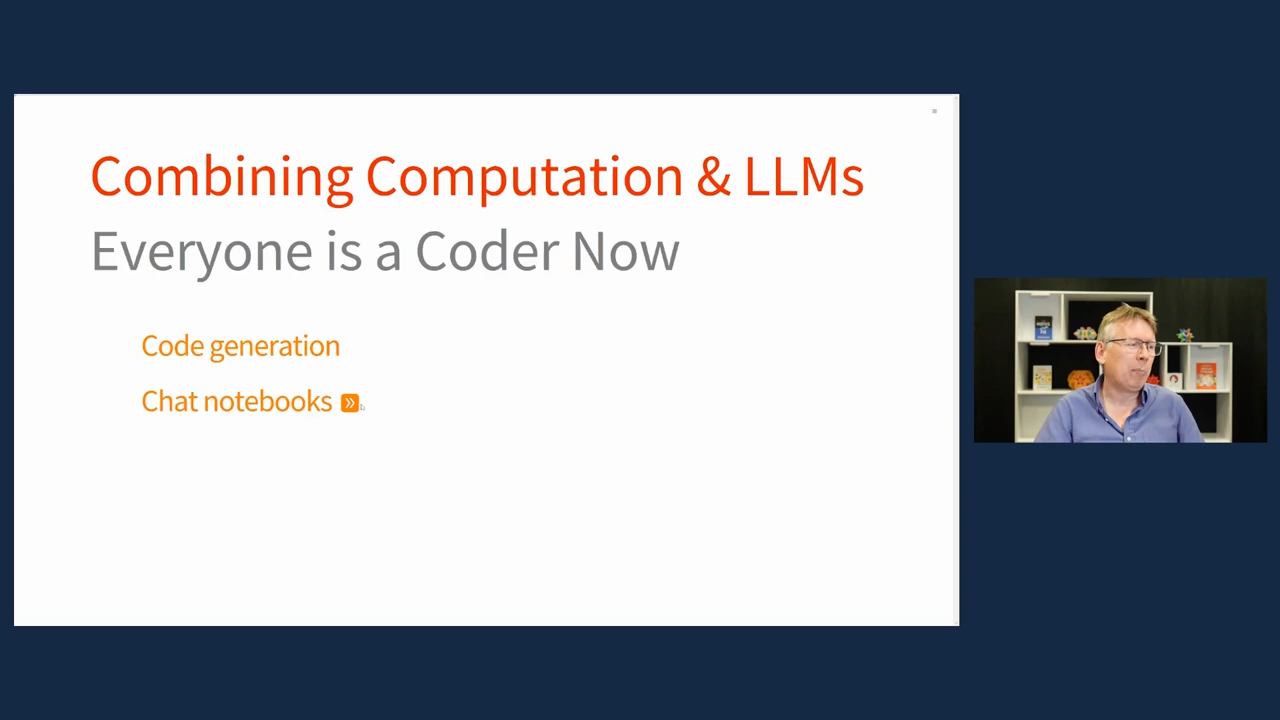 Combining Computation & LLMs
Everyone is a Coder Now
Code generation
Chat notebooks »